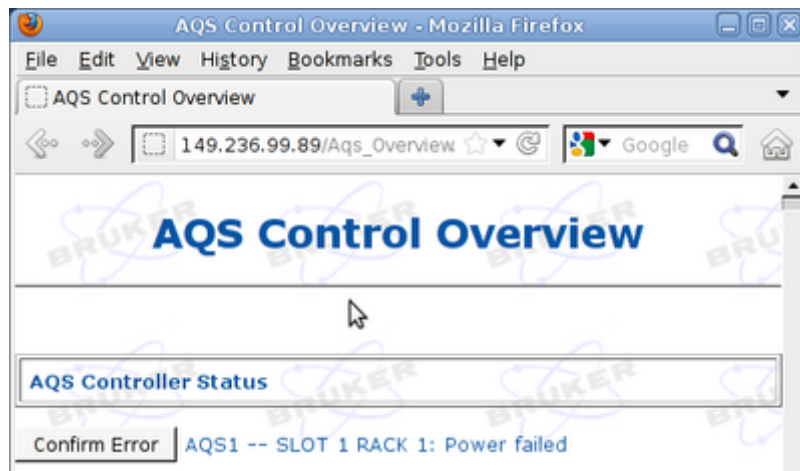 AQS Control Overview - Mozilla Firefox
File Edit View History Bookmarks Tools Help
AQS Control Overview
149.236.99.89/Aqs_Overview Google
AQS Control Overview
AQS Controller Status
Confirm Error AQS1 -- SLOT 1 RACK 1: Power failed
BRUKER